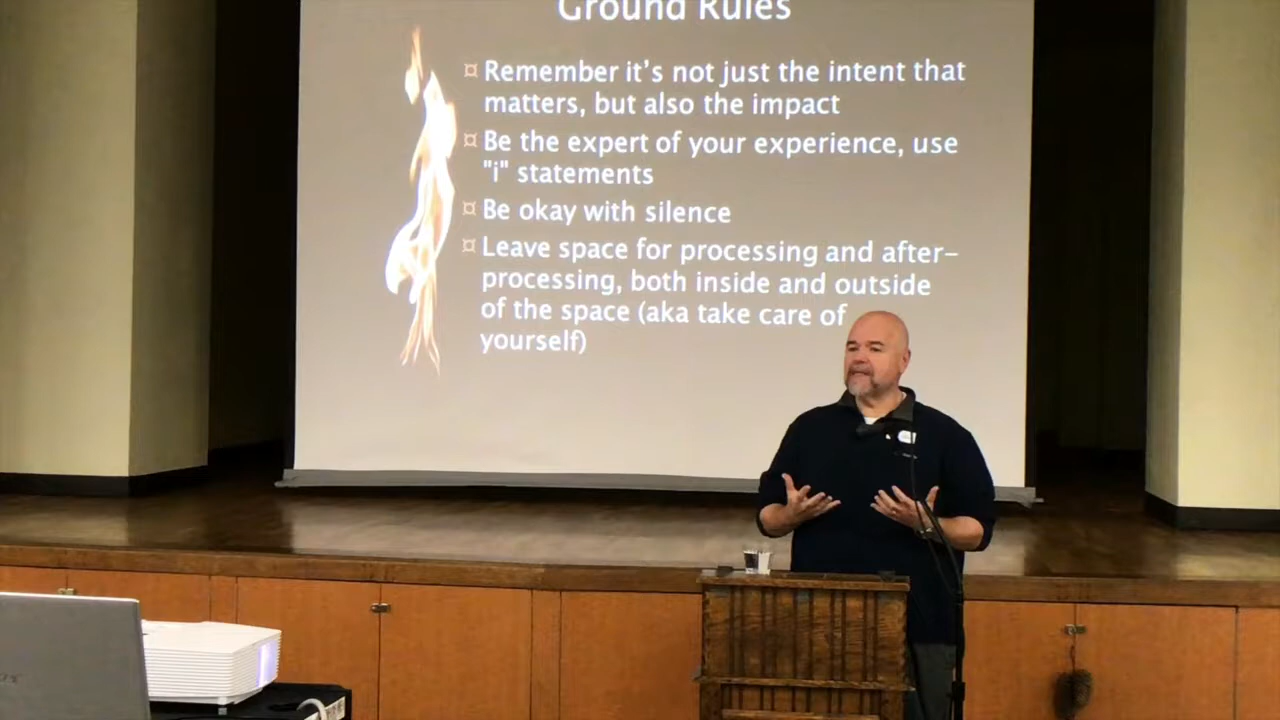 Ground Rules
¤ Remember it's not just the intent that
matters, but also the impact
¤ Be the expert of your experience, use
"i" statements
¤ Be okay with silence
¤ Leave space for processing and after-
processing, both inside and outside
of the space (aka take care of
yourself)